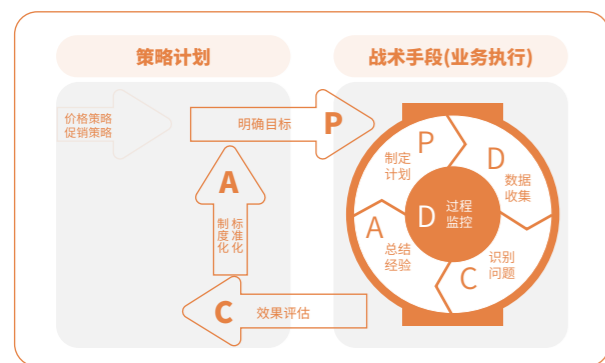 策略计划
战术手段(业务执行)
价格策略
促销策略
明确目标
P
A
标准化
制度化
C
效果评估
P
制定
计划
D
数据
收集
D
过程
监控
A
总结
经验
C
识别
问题